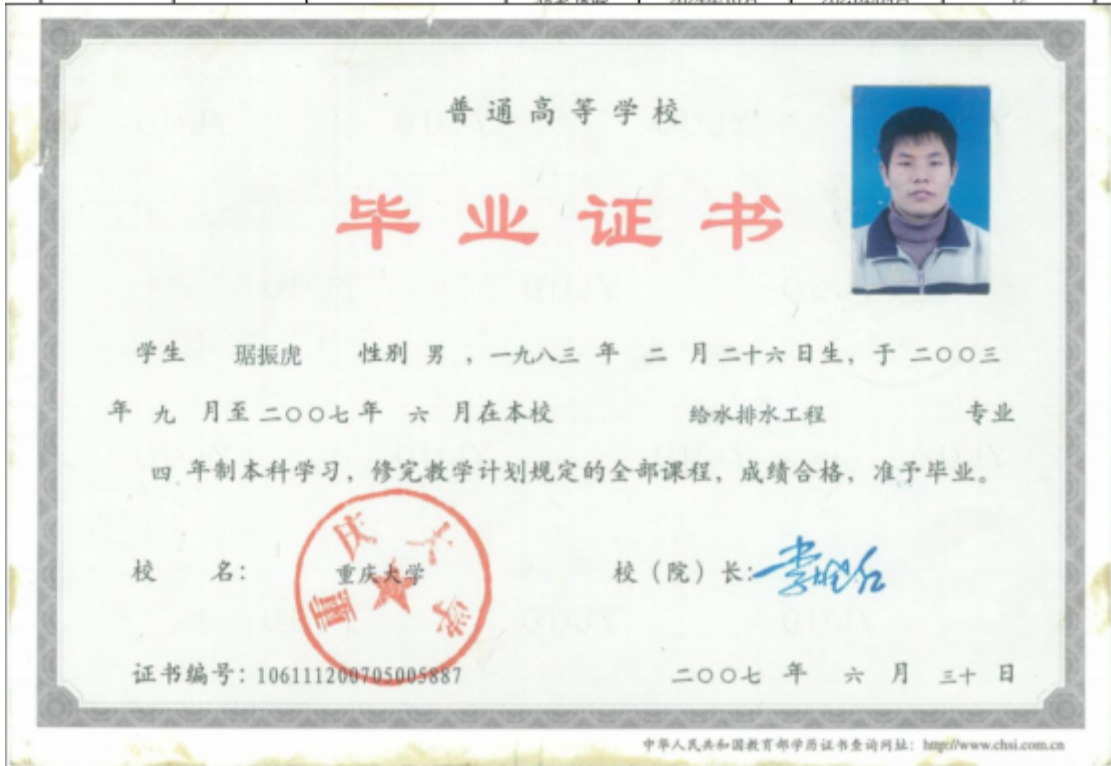 普通高等学校
毕业证书
学生 琚振虎 性别 男 ，一九八三 年 二 月二十六日生，于 二〇〇三
年 九 月至 二〇〇七 年 六 月在本校 给水排水工程 专业
四 年制本科学习，修完教学计划规定的全部课程，成绩合格，准予毕业。
校 名： 重庆大学 校（院）长：
重庆大学
证书编号：106111200705005887 二〇〇七 年 六 月 三十 日
中华人民共和国教育部学历证书查询网址：http://www.chsi.com.cn